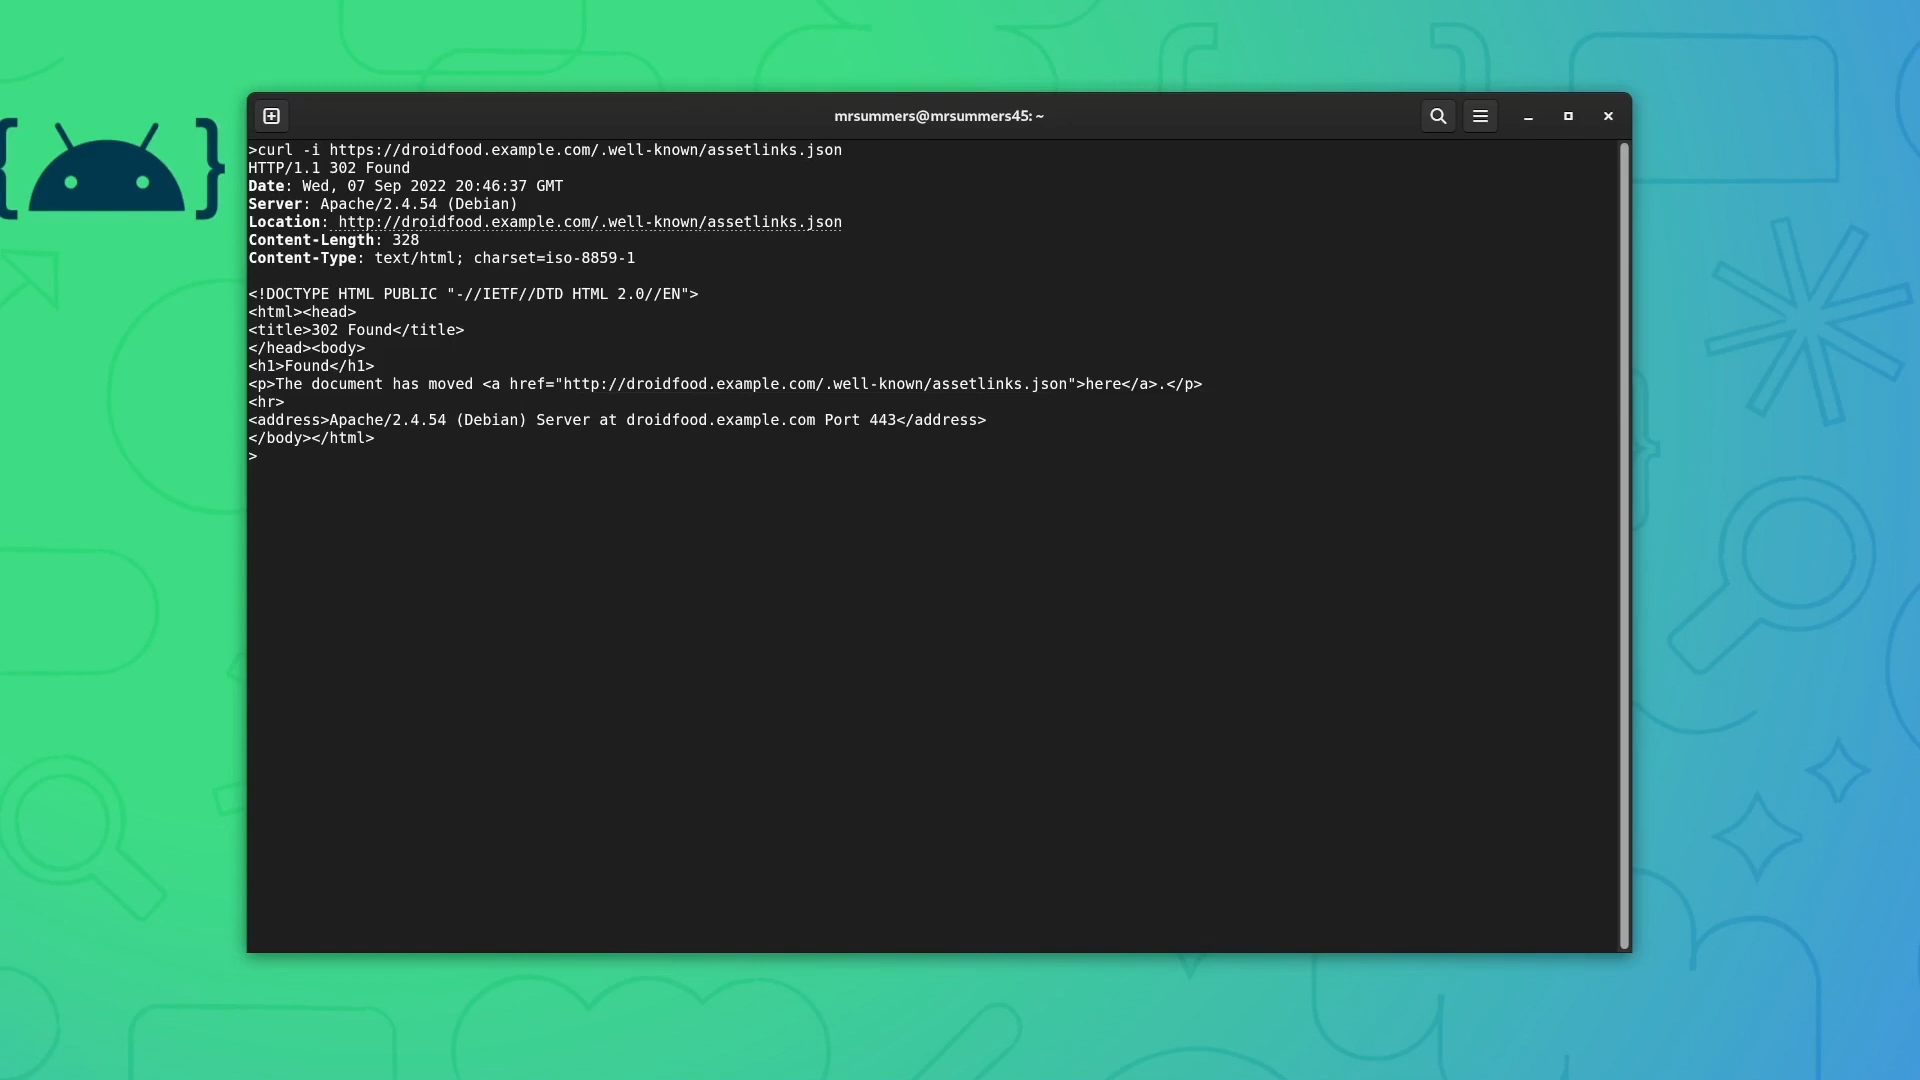 mrsummers@mrsummers45: ~
>curl -i https://droidfood.example.com/.well-known/assetlinks.json
HTTP/1.1 302 Found
Date: Wed, 07 Sep 2022 20:46:37 GMT
Server: Apache/2.4.54 (Debian)
Location: http://droidfood.example.com/.well-known/assetlinks.json
Content-Length: 328
Content-Type: text/html; charset=iso-8859-1
<!DOCTYPE HTML PUBLIC "-//IETF//DTD HTML 2.0//EN">
<html><head>
<title>302 Found</title>
</head><body>
<h1>Found</h1>
<p>The document has moved <a href="http://droidfood.example.com/.well-known/assetlinks.json">here</a>.</p>
<hr>
<address>Apache/2.4.54 (Debian) Server at droidfood.example.com Port 443</address>
</body></html>
>